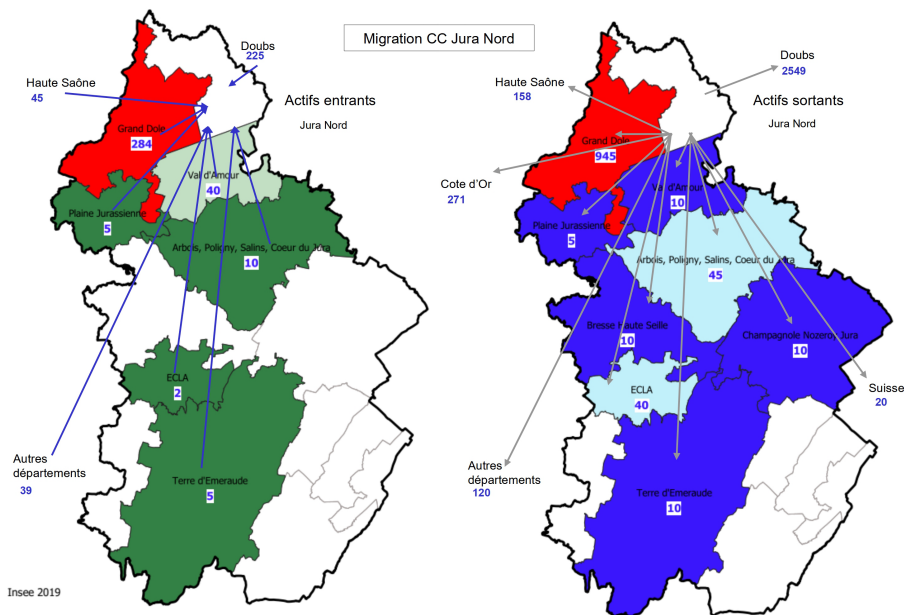 Migration CC Jura Nord
Doubs
225
Haute Saône
45
Actifs entrants
Jura Nord
Grand Dole
284
Val d'Amour
40
Plaine Jurassienne
5
Arbois, Poligny, Salins, Coeur du Jura
10
ECLA
2
Autres
départements
39
Terre d'Emeraude
5
Insee 2019
Doubs
2549
Haute Saône
158
Actifs sortants
Jura Nord
Grand Dole
945
Cote d'Or
271
Val d'Amour
10
Plaine Jurassienne
5
Arbois, Poligny, Salins, Coeur du Jura
45
Bresse Haute Seille
10
Champagnole Nozeroy Jura
10
ECLA
40
Suisse
20
Autres
départements
120
Terre d'Emeraude
10